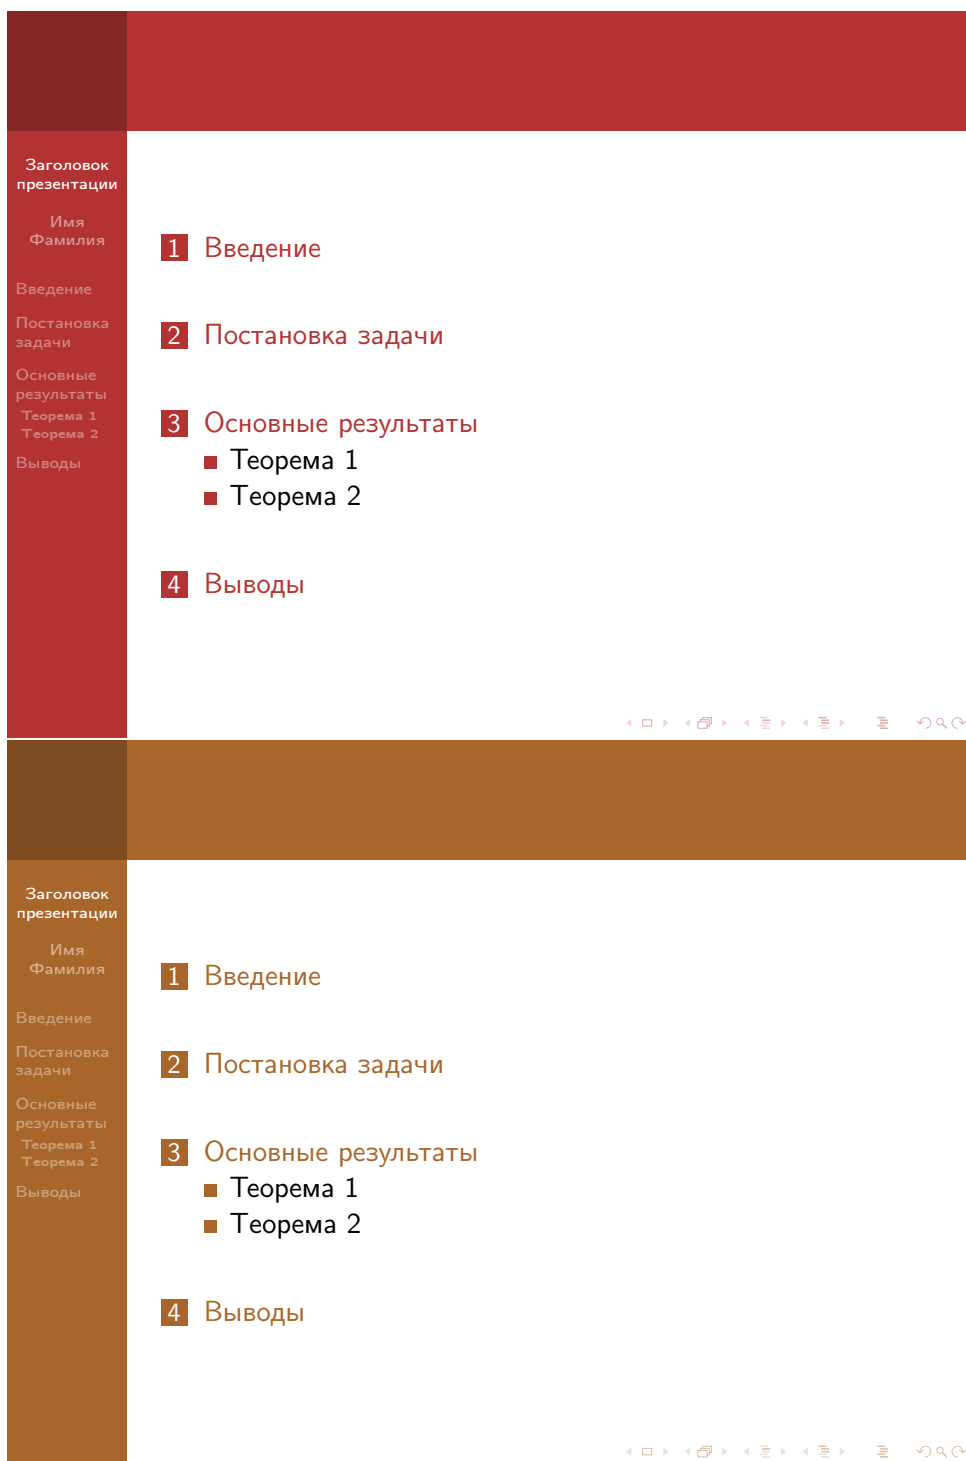 Заголовок
презентации
Имя
Фамилия
Введение
Постановка
задачи
Основные
результаты
Теорема 1
Теорема 2
Выводы
1 Введение
2 Постановка задачи
3 Основные результаты
Теорема 1
Теорема 2
4 Выводы
Заголовок
презентации
Имя
Фамилия
Введение
Постановка
задачи
Основные
результаты
Теорема 1
Теорема 2
Выводы
1 Введение
2 Постановка задачи
3 Основные результаты
Теорема 1
Теорема 2
4 Выводы